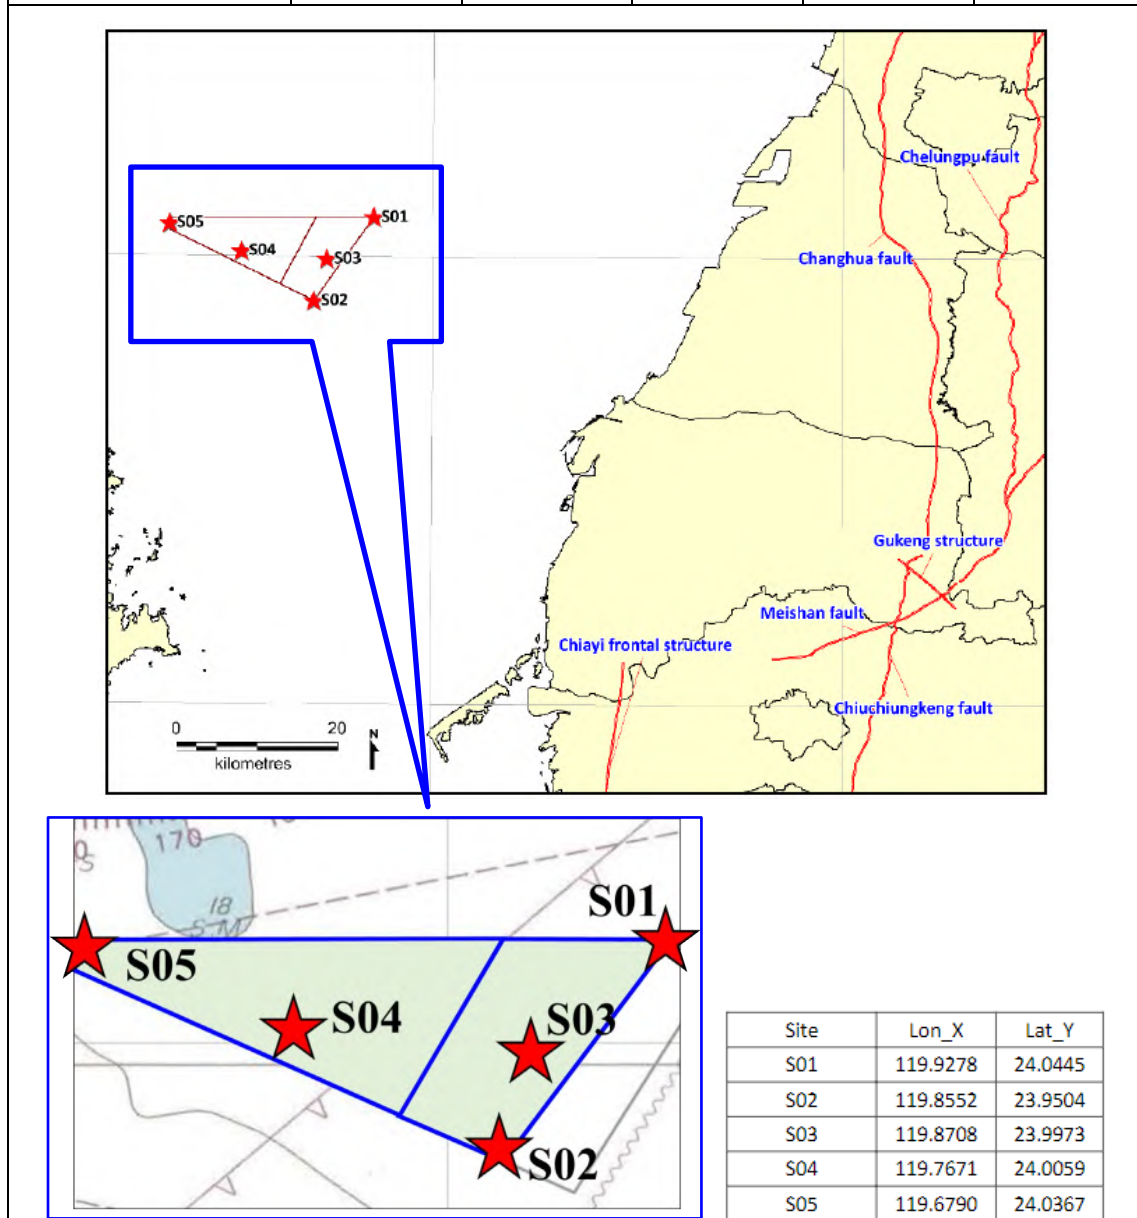 Chelungpu fault
S05
S01
S04
S03
Changhua fault
S02
Gukeng structure
Meishan fault
Chiayi frontal structure
Chiuchiungkeng fault
0 20
N
kilometres
170
S
18
S.M
S01
S05
S04
S03
S02
Site Lon_X Lat_Y
S01 119.9278 24.0445
S02 119.8552 23.9504
S03 119.8708 23.9973
S04 119.7671 24.0059
S05 119.6790 24.0367